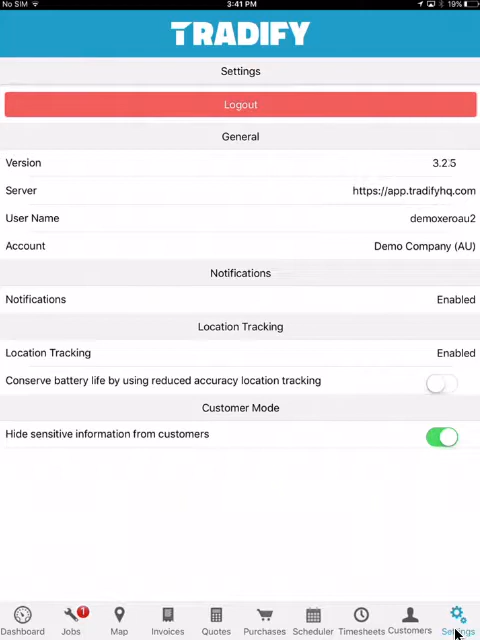 No SIM 3:41 PM 19%
TRADIFY
Settings
Logout
General
Version 3.2.5
Server https://app.tradifyhq.com
User Name demoxeroau2
Account Demo Company (AU)
Notifications
Notifications Enabled
Location Tracking
Location Tracking Enabled
Conserve battery life by using reduced accuracy location tracking
Customer Mode
Hide sensitive information from customers
1
Dashboard Jobs Map Invoices Quotes Purchases Scheduler Timesheets Customers Settings